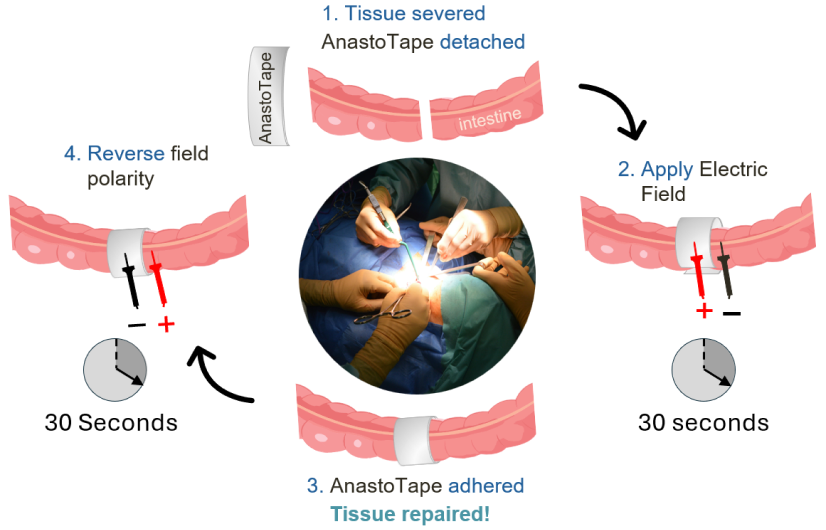 1. Tissue severed
AnastoTape detached
AnastoTape
intestine
2. Apply Electric
Field
+ −
30 seconds
3. AnastoTape adhered
Tissue repaired!
4. Reverse field
polarity
− +
30 Seconds